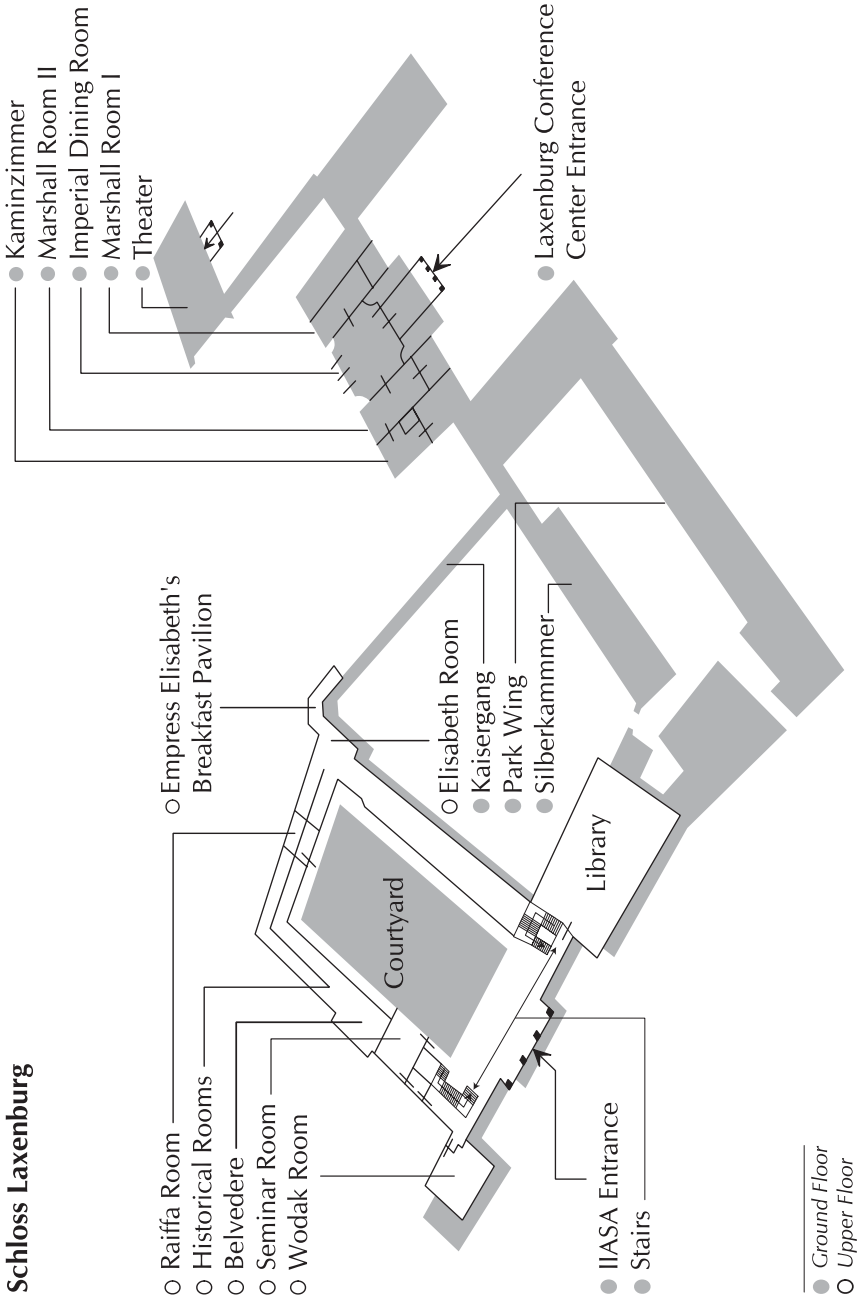 Schloss Laxenburg
Raiffa Room
Historical Rooms
Belvedere
Seminar Room
Wodak Room
Empress Elisabeth's
Breakfast Pavilion
Kaminzimmer
Marshall Room II
Imperial Dining Room
Marshall Room I
Theater
Courtyard
Elisabeth Room
Kaisergang
Park Wing
Silberkammmer
Library
Laxenburg Conference
Center Entrance
IIASA Entrance
Stairs
Ground Floor
Upper Floor